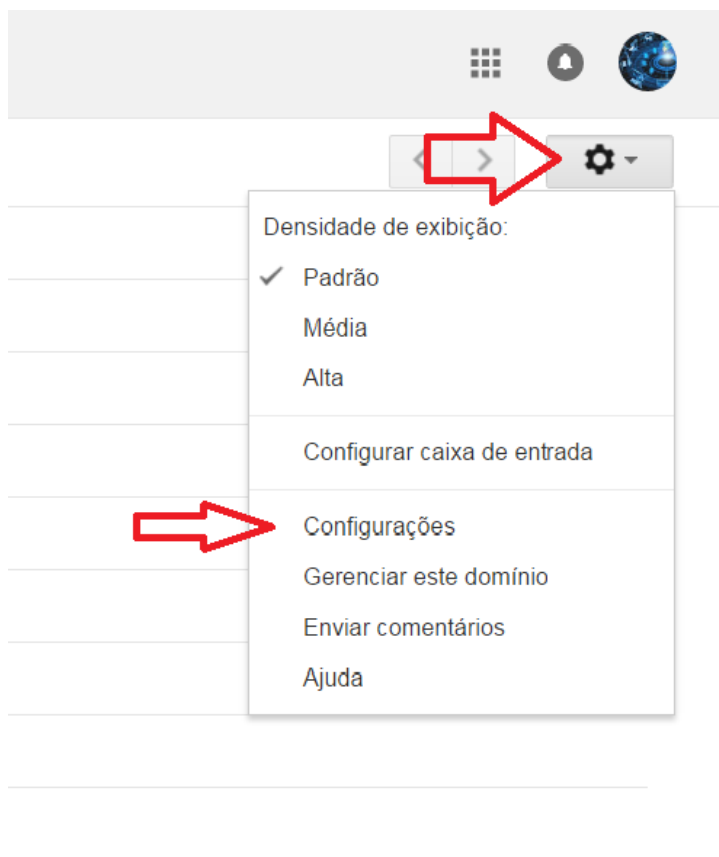 Densidade de exibição:
Padrão
Média
Alta
Configurar caixa de entrada
Configurações
Gerenciar este domínio
Enviar comentários
Ajuda